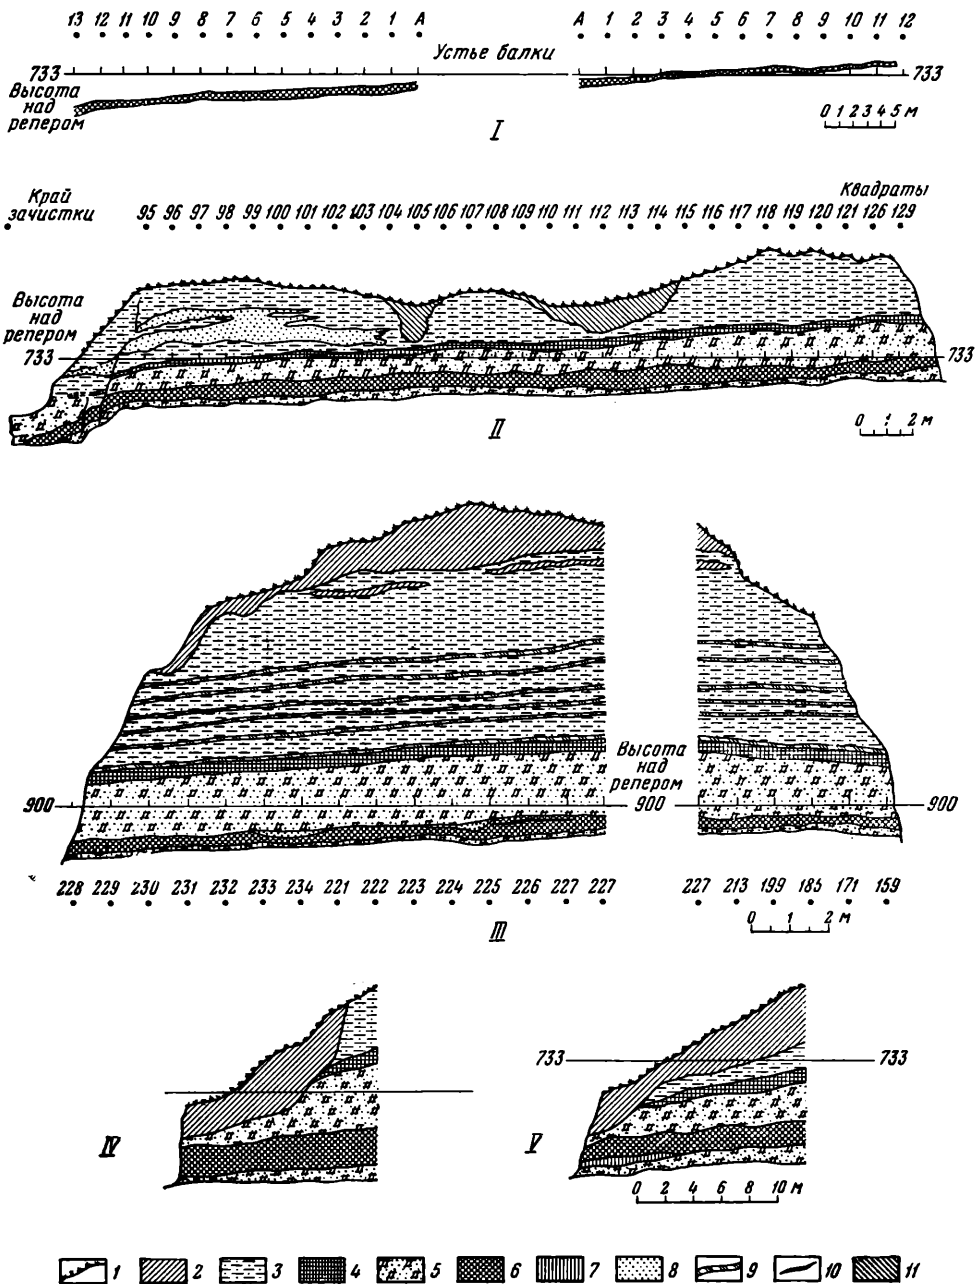 13 12 11 10 9 8 7 6 5 4 3 2 1 А А 1 2 3 4 5 6 7 8 9 10 11 12
Устье балки
733 733
Высота
над
репером
I
0 1 2 3 4 5 м
Край
зачистки
Квадраты
95 96 97 98 99 100 101 102 103 104 105 106 107 108 109 110 111 112 113 114 115 116 117 118 119 120 121 126 129
Высота
над
репером
733 733
II
0 1 2 м
Высота
над
репером
900 900 900
228 229 230 231 232 233 234 221 222 223 224 225 226 227 227 227 213 199 185 171 159
III
0 1 2 м
733 733
IV V
0 2 4 6 8 10 м
1 2 3 4 5 6 7 8 9 10 11